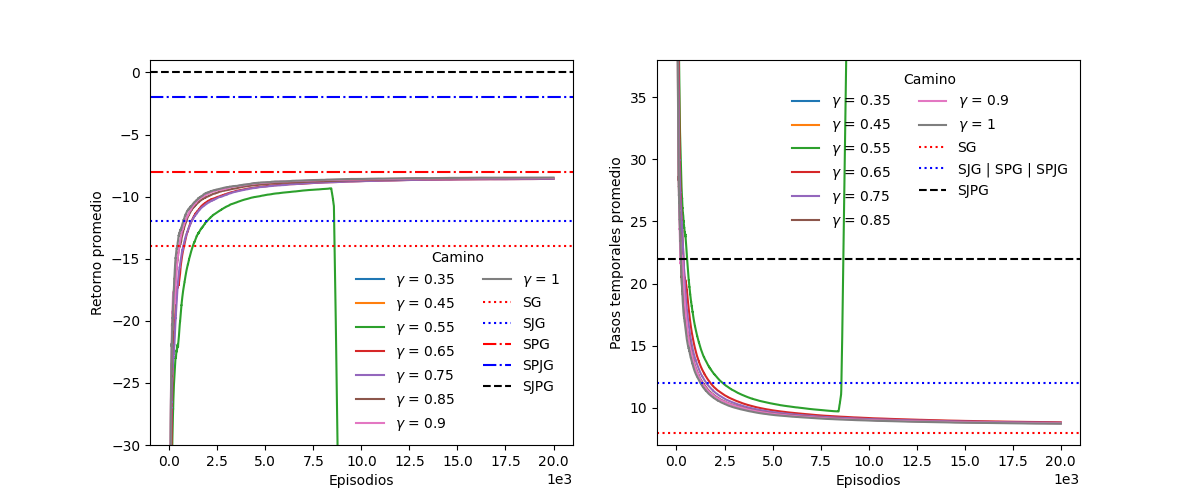 Retorno promedio
0
−5
−10
−15
−20
−25
−30
Camino
γ = 0.35
γ = 0.45
γ = 0.55
γ = 0.65
γ = 0.75
γ = 0.85
γ = 0.9
γ = 1
SG
SJG
SPG
SPJG
SJPG
0.0 2.5 5.0 7.5 10.0 12.5 15.0 17.5 20.0
1e3
Episodios
Pasos temporales promedio
35
30
25
20
15
10
Camino
γ = 0.35
γ = 0.45
γ = 0.55
γ = 0.65
γ = 0.75
γ = 0.85
γ = 0.9
γ = 1
SG
SJG | SPG | SPJG
SJPG
0.0 2.5 5.0 7.5 10.0 12.5 15.0 17.5 20.0
1e3
Episodios